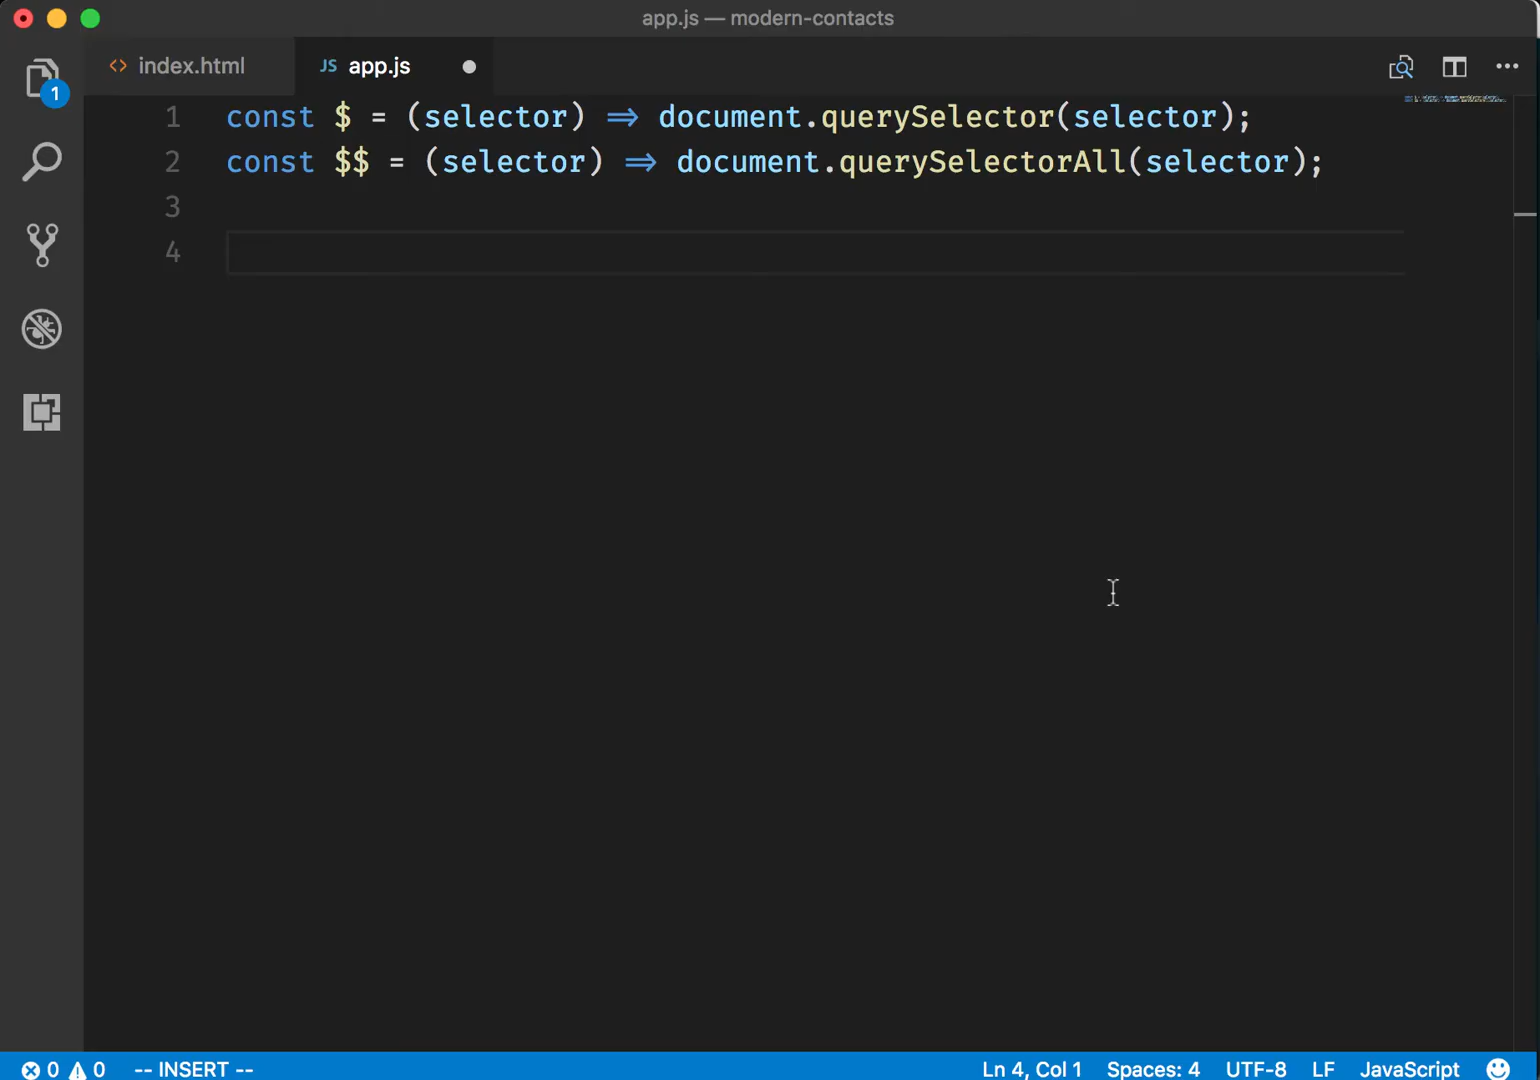 app.js — modern-contacts
<> index.html
JS app.js
1
1 const $ = (selector) => document.querySelector(selector);
2 const $$ = (selector) => document.querySelectorAll(selector);
3
4
0 0 -- INSERT -- Ln 4, Col 1 Spaces: 4 UTF-8 LF JavaScript